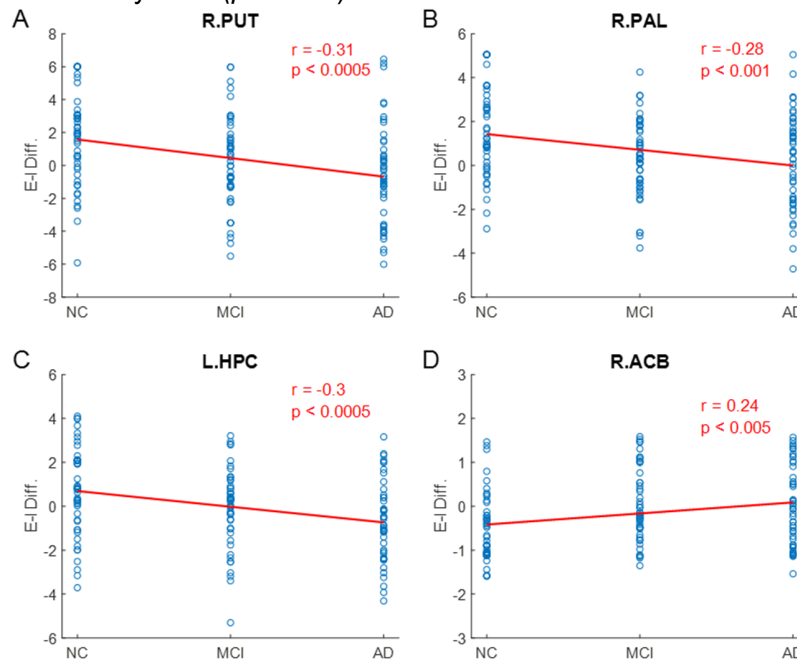 A
R.PUT
r = -0.31
p < 0.0005
E-I Diff.
8
6
4
2
0
-2
-4
-6
-8
NC MCI AD
B
R.PAL
r = -0.28
p < 0.001
E-I Diff.
6
4
2
0
-2
-4
-6
NC MCI AD
C
L.HPC
r = -0.3
p < 0.0005
E-I Diff.
6
4
2
0
-2
-4
-6
NC MCI AD
D
R.ACB
r = 0.24
p < 0.005
E-I Diff.
3
2
1
0
-1
-2
-3
NC MCI AD